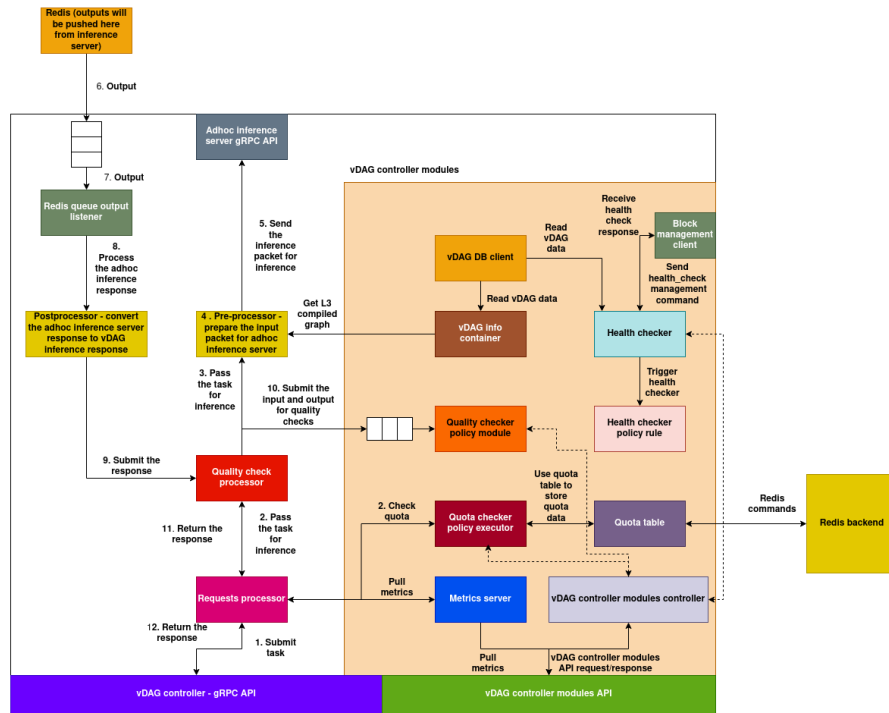 Redis (outputs will
be pushed here
from inference
server)
6. Output
Adhoc inference
server gRPC API
7. Output
Redis queue output
listener
8.
Process
the adhoc
inference
response
5. Send
the
inference
packet for
inference
vDAG controller modules
Receive
health
check
response
Block
management
client
Read
vDAG
data
vDAG DB client
Send
health_check
management
command
Read vDAG data
Postprocessor - convert
the adhoc inference server
response to vDAG
inference response
4 . Pre-processor -
prepare the input
packet for adhoc
inference server
Get L3
compiled
graph
vDAG info
container
Health checker
3. Pass
the task
for
inference
10. Submit the
input and output
for quality
checks
Trigger
health
checker
Quality checker
policy module
Health checker
policy rule
9. Submit the
response
Quality check
processor
Use quota
table to
store
quota data
11. Return the
response
2. Pass
the task
for
inference
2. Check
quota
Quota checker
policy executor
Quota table
Redis
commands
Redis backend
Requests processor
Pull
metrics
Metrics server
vDAG controller modules controller
12. Return the
response
1. Submit
task
Pull
metrics
vDAG controller modules
API request/response
vDAG controller - gRPC API
vDAG controller modules API